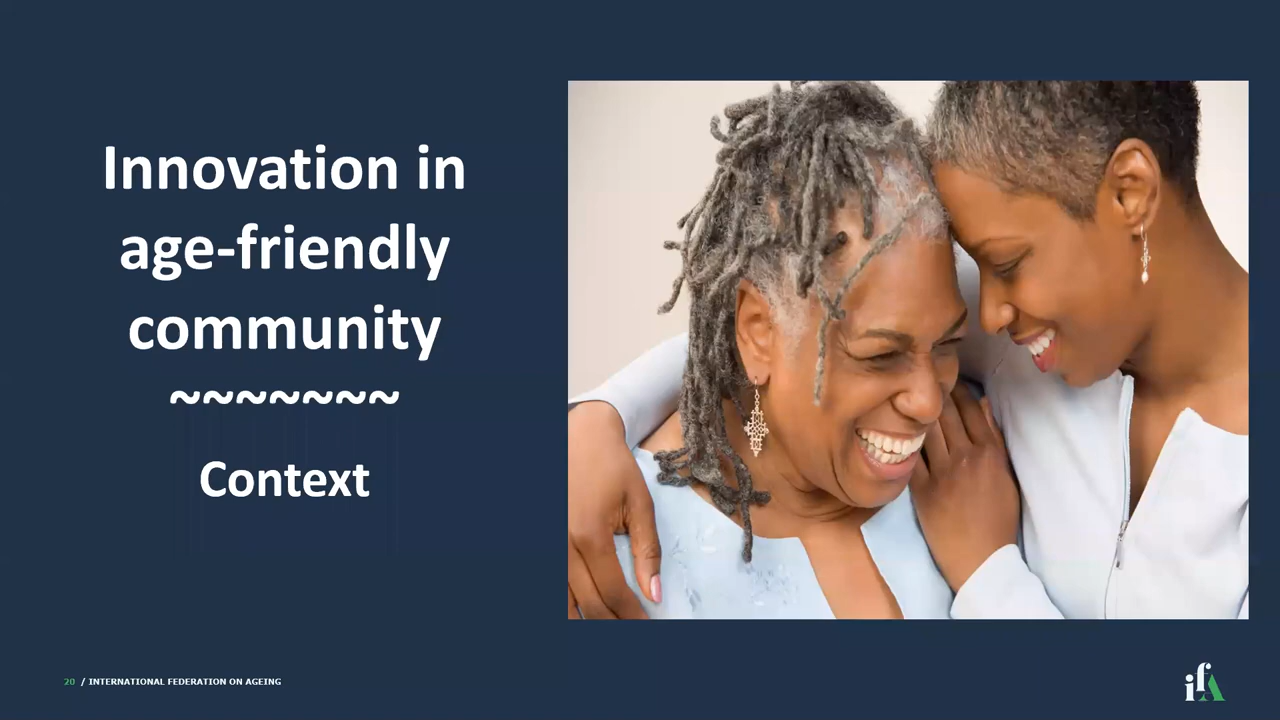 Innovation in
age-friendly
community
~~~~~~~
Context
20 / INTERNATIONAL FEDERATION ON AGEING
ifA